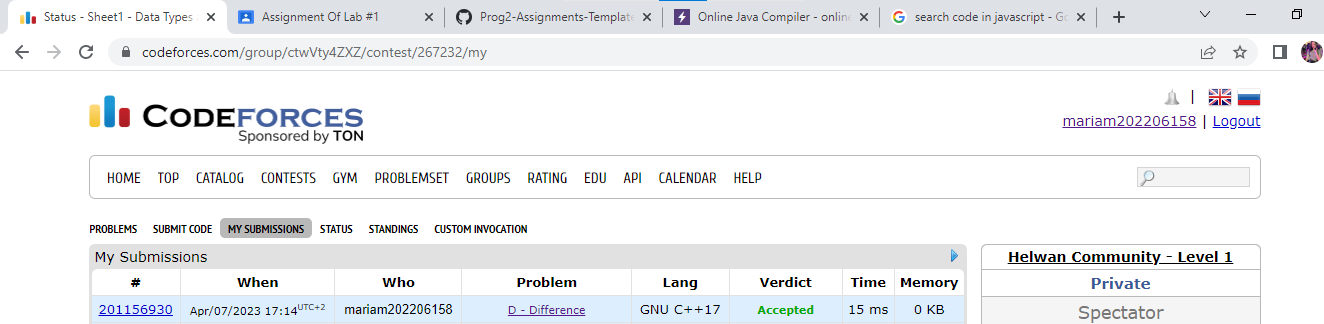 Status - Sheet1 - Data Types
Assignment Of Lab #1
Prog2-Assignments-Template
Online Java Compiler - online
search code in javascript - Go
codeforces.com/group/ctwVty4ZXZ/contest/267232/my
CODEFORCES
Sponsored by TON
mariam202206158 | Logout
HOME TOP CATALOG CONTESTS GYM PROBLEMSET GROUPS RATING EDU API CALENDAR HELP
PROBLEMS SUBMIT CODE MY SUBMISSIONS STATUS STANDINGS CUSTOM INVOCATION
My Submissions
# When Who Problem Lang Verdict Time Memory
201156930 Apr/07/2023 17:14UTC+2 mariam202206158 D - Difference GNU C++17 Accepted 15 ms 0 KB
Helwan Community - Level 1
Private
Spectator